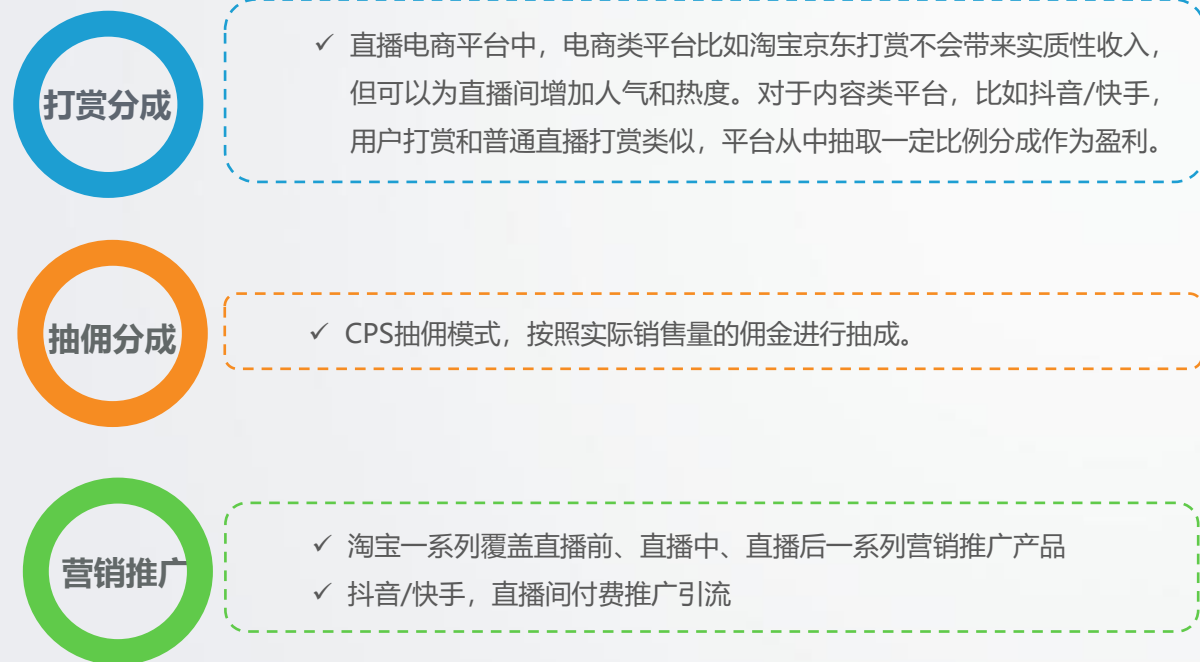 打赏分成
✓ 直播电商平台中，电商类平台比如淘宝京东打赏不会带来实质性收入，
但可以为直播间增加人气和热度。对于内容类平台，比如抖音/快手，
用户打赏和普通直播打赏类似，平台从中抽取一定比例分成作为盈利。
抽佣分成
✓ CPS抽佣模式，按照实际销售量的佣金进行抽成。
营销推广
✓ 淘宝一系列覆盖直播前、直播中、直播后一系列营销推广产品
✓ 抖音/快手，直播间付费推广引流